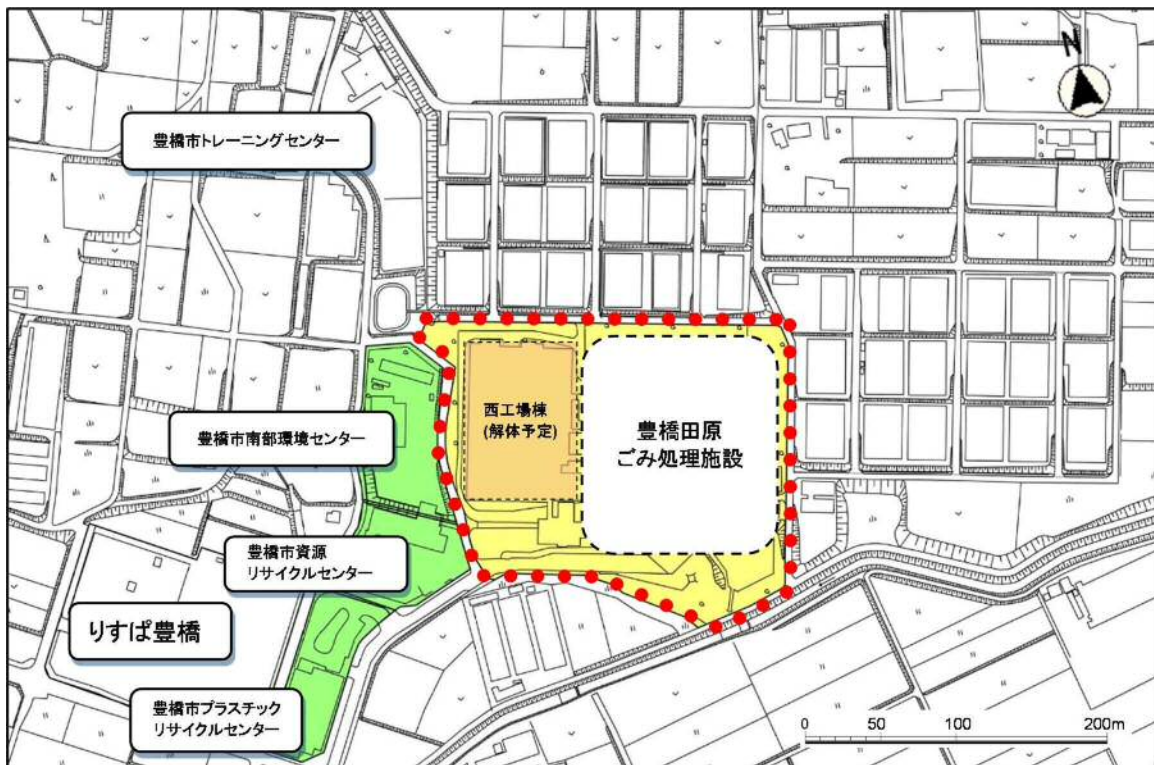 N
豊橋市トレーニングセンター
西工場棟
(解体予定)
豊橋田原
ごみ処理施設
豊橋市南部環境センター
豊橋市資源
リサイクルセンター
りすぱ豊橋
豊橋市プラスチック
リサイクルセンター
0 50 100 200m